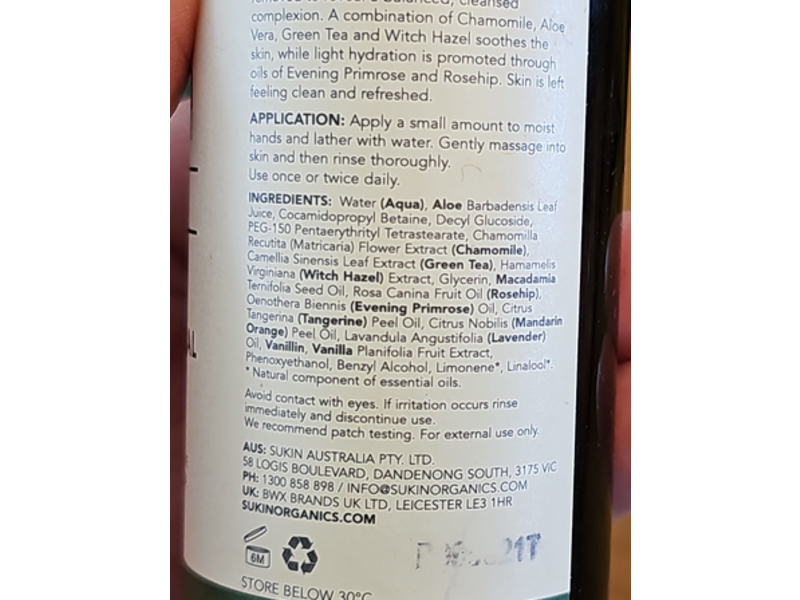 complexion. A combination of Chamomile, Aloe
Vera, Green Tea and Witch Hazel soothes the
skin, while light hydration is promoted through
oils of Evening Primrose and Rosehip. Skin is left
feeling clean and refreshed.
APPLICATION: Apply a small amount to moist
hands and lather with water. Gently massage into
skin and then rinse thoroughly.
Use once or twice daily.
INGREDIENTS: Water (Aqua), Aloe Barbadensis Leaf
Juice, Cocamidopropyl Betaine, Decyl Glucoside,
PEG-150 Pentaerythrityl Tetrastearate, Chamomilla
Recutita (Matricaria) Flower Extract (Chamomile),
Camellia Sinensis Leaf Extract (Green Tea), Hamamelis
Virginiana (Witch Hazel) Extract, Glycerin, Macadamia
Ternifolia Seed Oil, Rosa Canina Fruit Oil (Rosehip),
Oenothera Biennis (Evening Primrose) Oil, Citrus
Tangerina (Tangerine) Peel Oil, Citrus Nobilis (Mandarin
Orange) Peel Oil, Lavandula Angustifolia (Lavender)
Oil, Vanillin, Vanilla Planifolia Fruit Extract,
Phenoxyethanol, Benzyl Alcohol, Limonene*, Linalool*.
* Natural component of essential oils.
Avoid contact with eyes. If irritation occurs rinse
immediately and discontinue use.
We recommend patch testing. For external use only.
AUS: SUKIN AUSTRALIA PTY. LTD.
58 LOGIS BOULEVARD, DANDENONG SOUTH, 3175 VIC
PH: 1300 858 898 / INFO@SUKINORGANICS.COM
UK: BWX BRANDS UK LTD, LEICESTER LE3 1HR
SUKINORGANICS.COM
6M
STORE BELOW 30°C